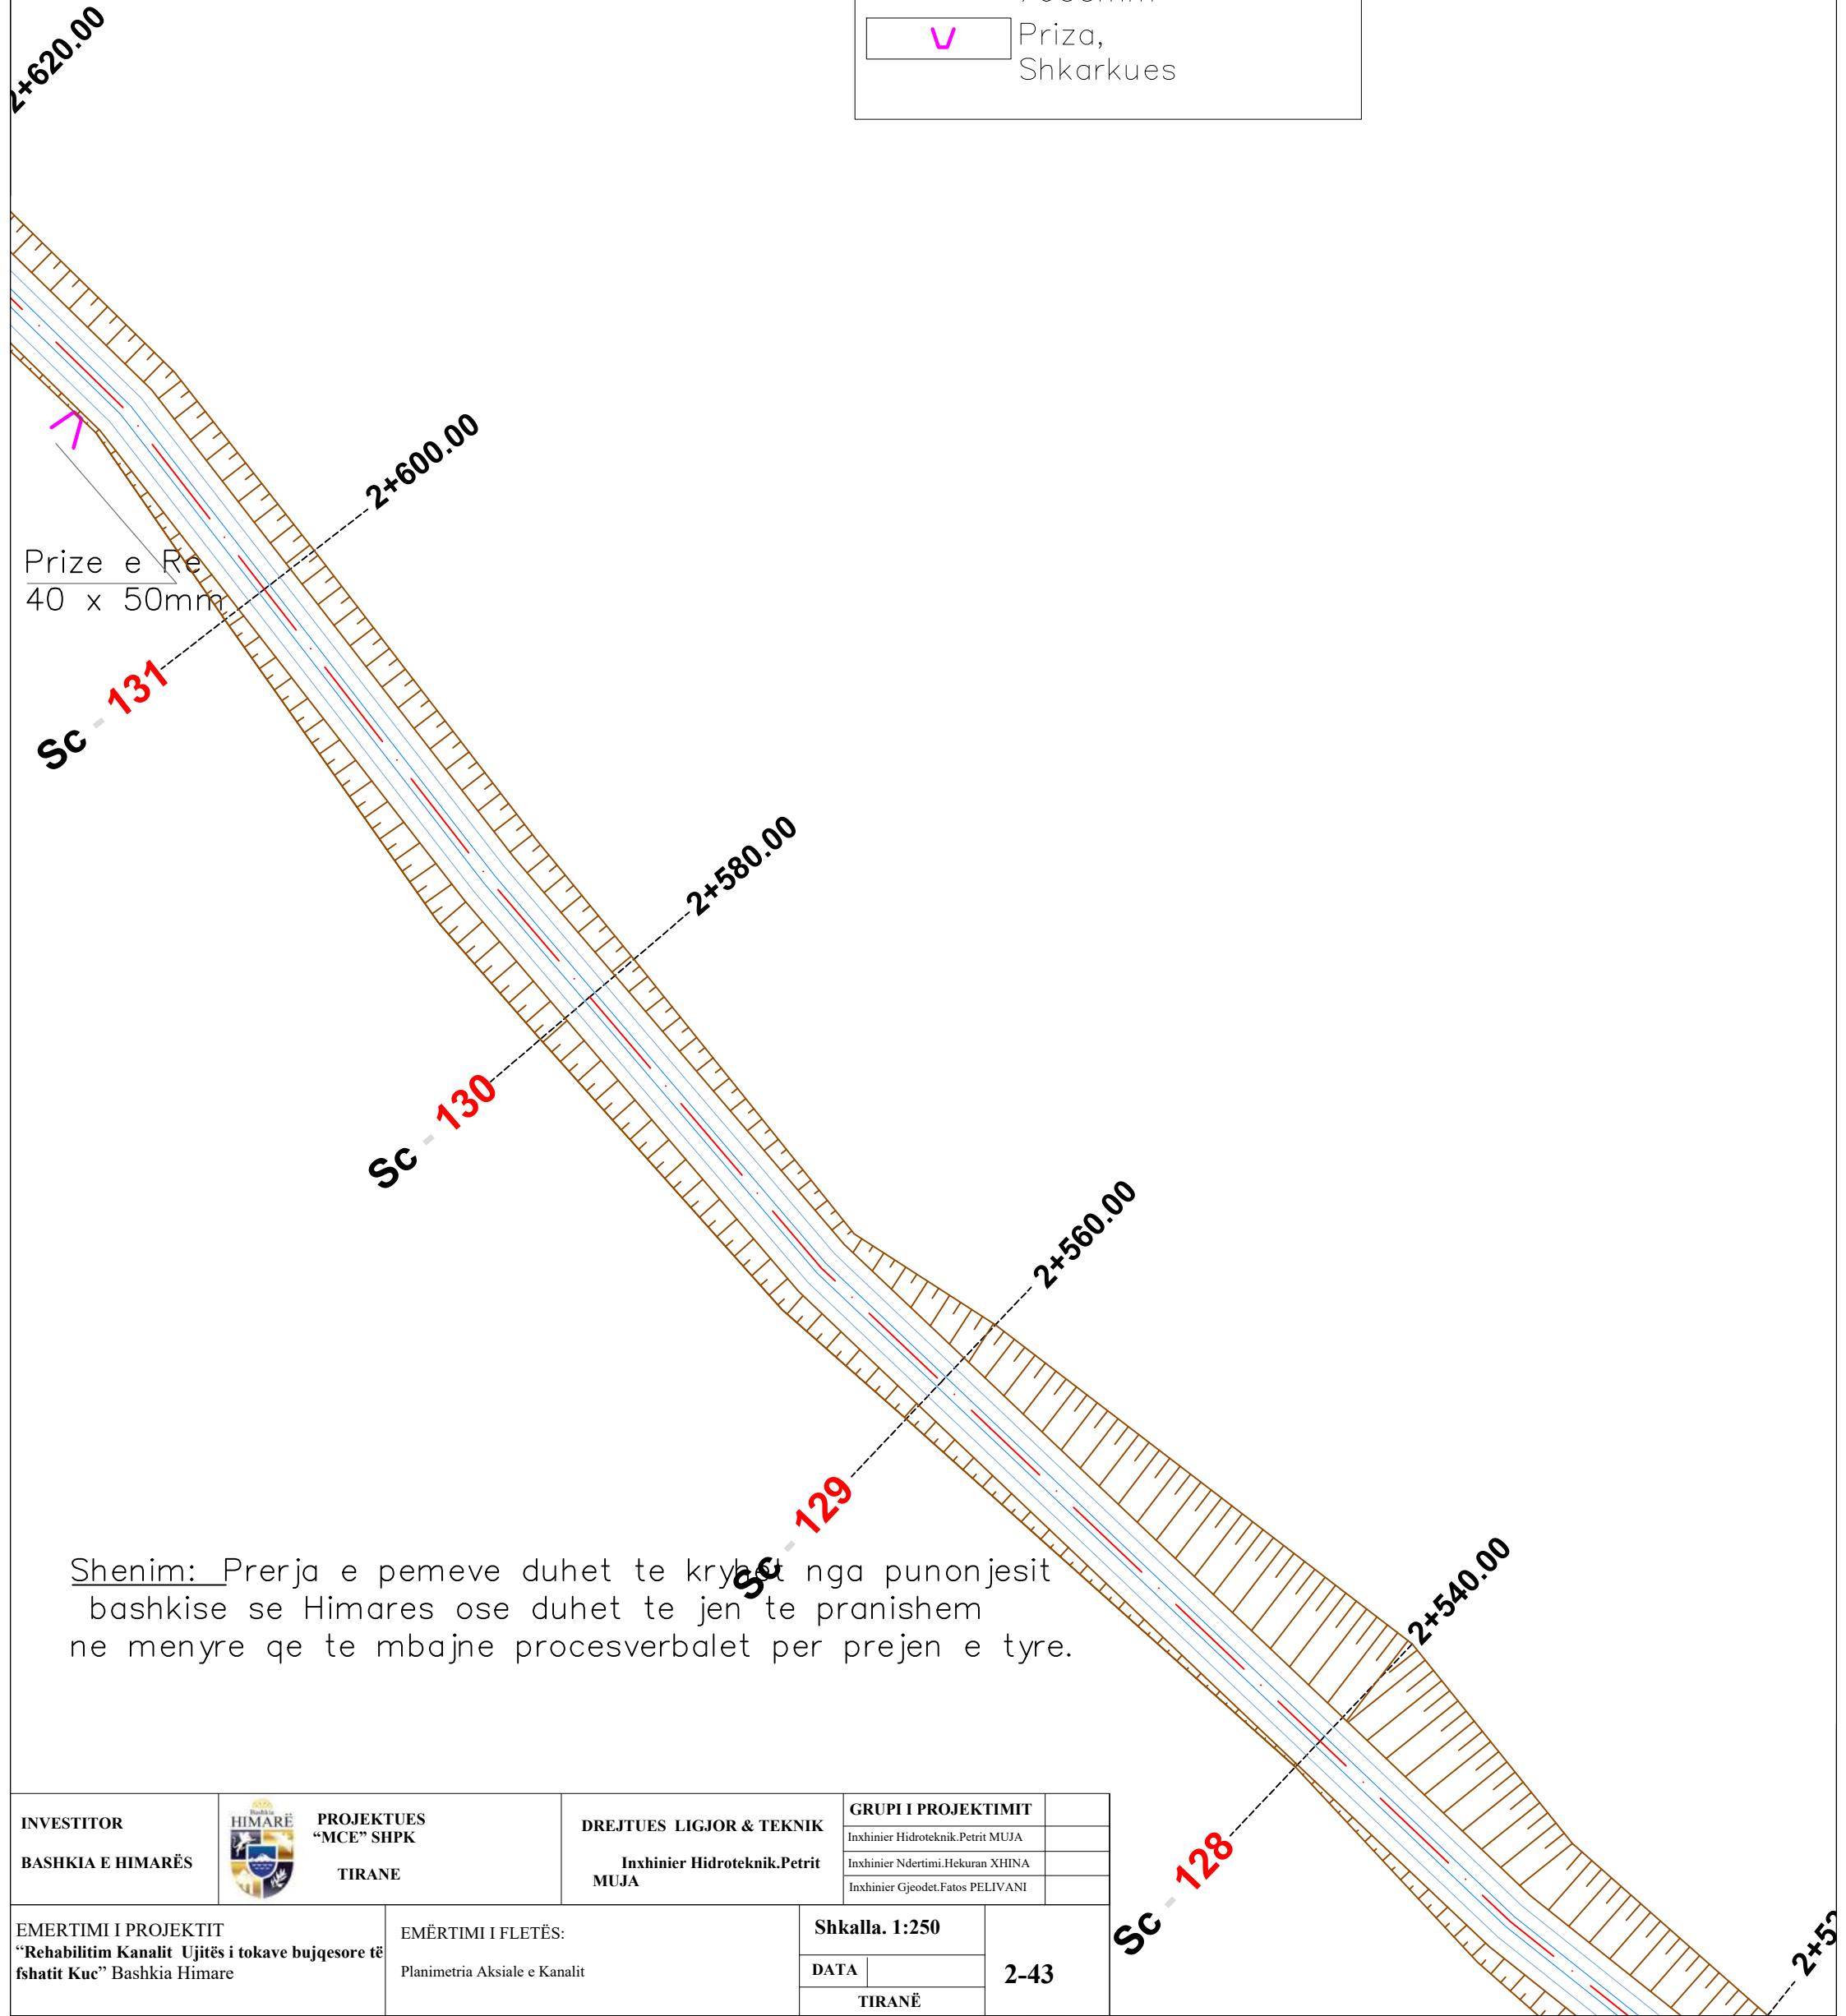 2+620.00
Priza,
Shkarkues
2+600.00
Prize e Re
40 x 50mm
Sc - 131
2+580.00
Sc - 130
2+560.00
Sc - 129
2+540.00
Shenim: Prerja e pemeve duhet te kryhet nga punonjesit
bashkise se Himares ose duhet te jen te pranishem
ne menyre qe te mbajne procesverbalet per prejen e tyre.
Sc - 128
INVESTITOR
BASHKIA E HIMARËS
Bashkia
HIMARË
PROJEKTUES
“MCE” SHPK
TIRANE
DREJTUES LIGJOR & TEKNIK
Inxhinier Hidroteknik.Petrit
MUJA
GRUPI I PROJEKTIMIT
Inxhinier Hidroteknik.Petrit MUJA
Inxhinier Ndertimi.Hekuran XHINA
Inxhinier Gjeodet.Fatos PELIVANI
EMERTIMI I PROJEKTIT
“Rehabilitim Kanalit Ujitës i tokave bujqesore të
fshatit Kuc” Bashkia Himare
EMËRTIMI I FLETËS:
Planimetria Aksiale e Kanalit
Shkalla. 1:250
DATA
TIRANË
2-43